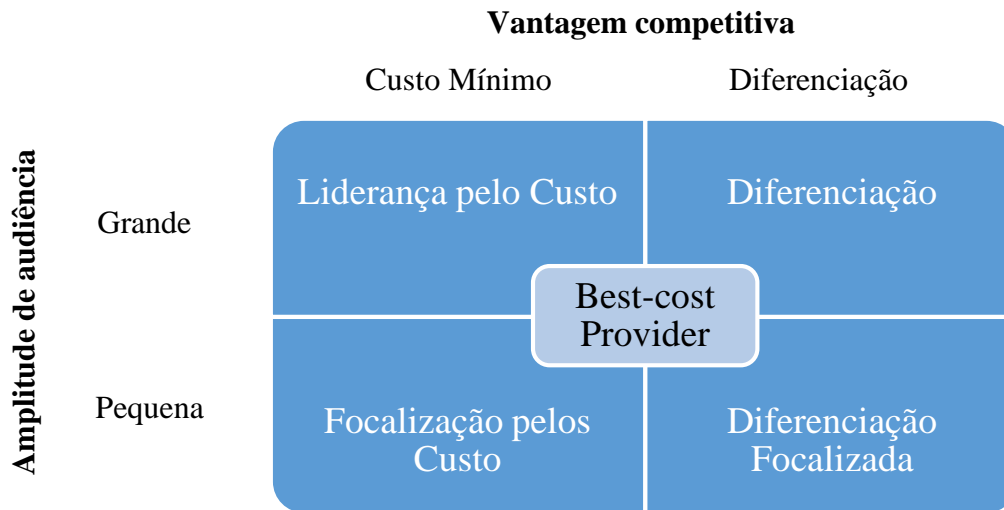 Vantagem competitiva
Custo Mínimo
Diferenciação
Amplitude de audiência
Grande
Liderança pelo Custo
Diferenciação
Best-cost
Provider
Pequena
Focalização pelos
Custo
Diferenciação
Focalizada